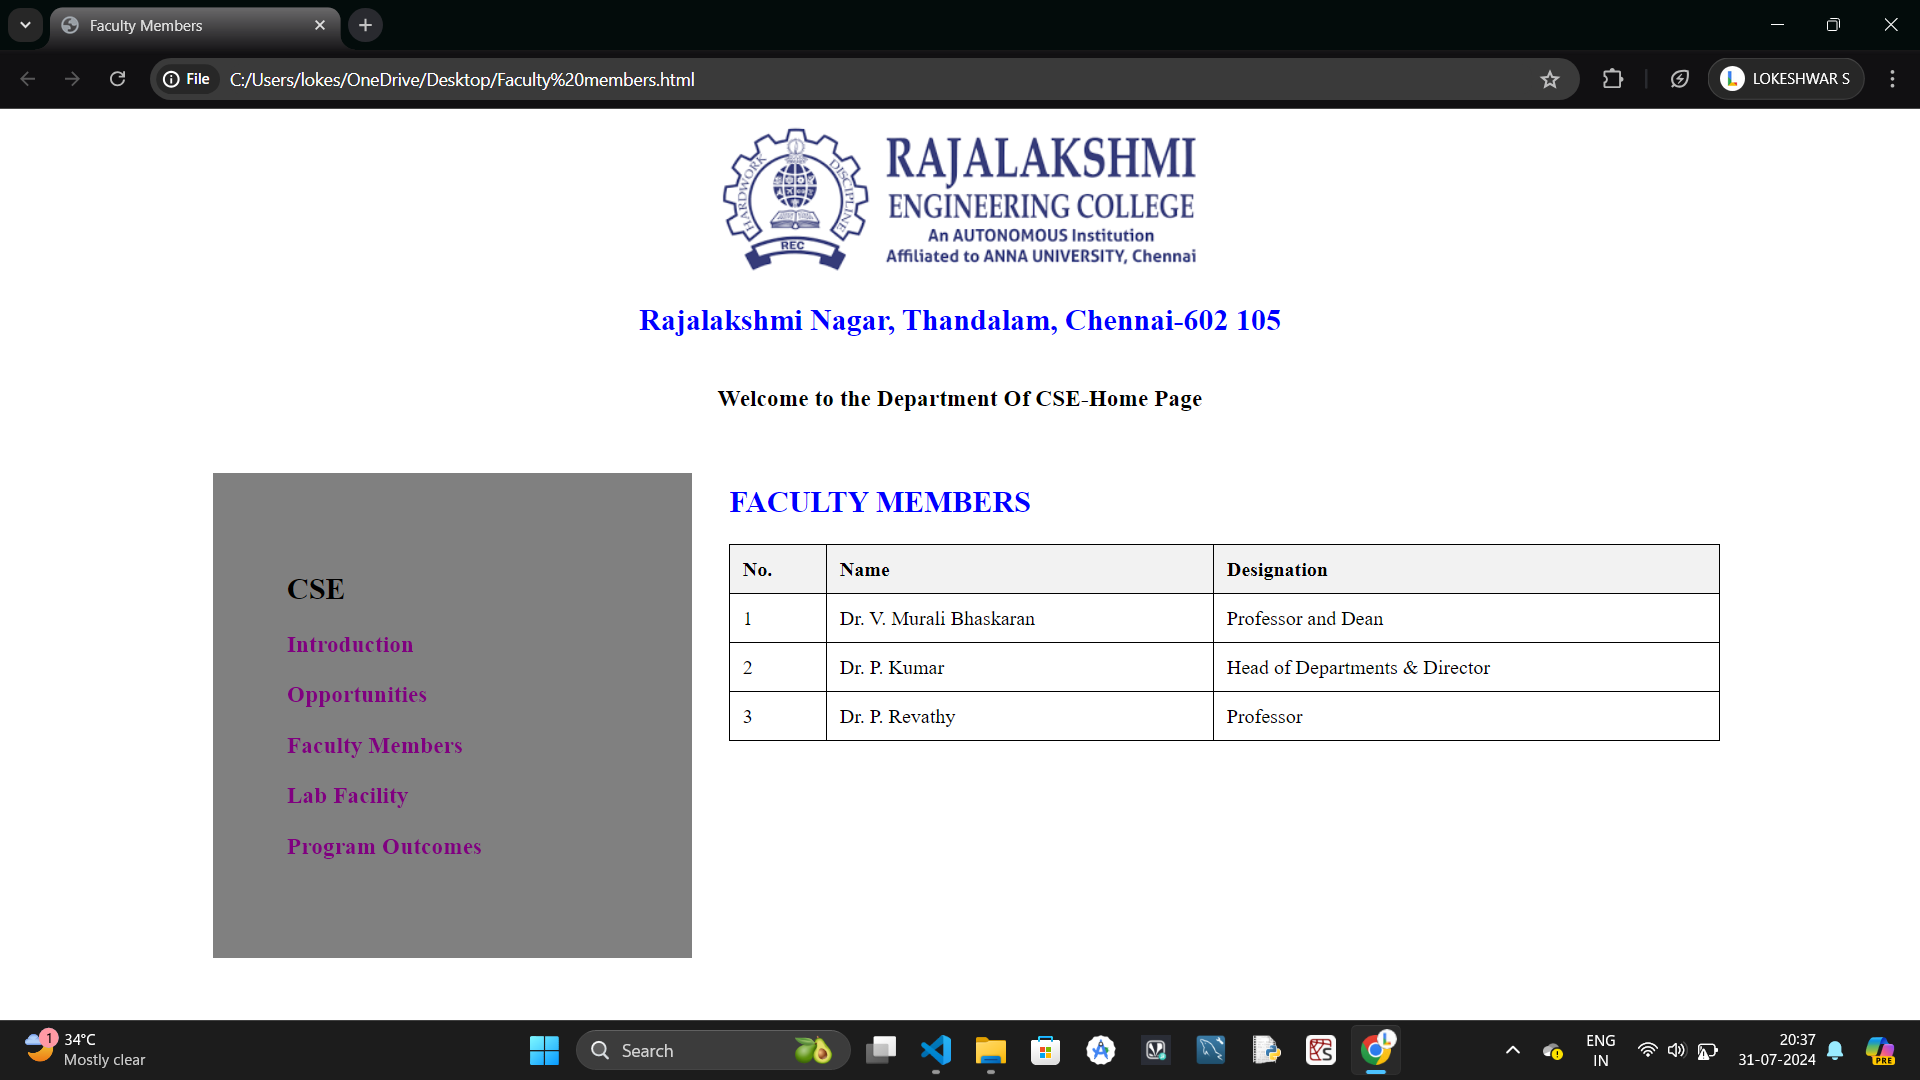 Faculty Members
File
C:/Users/lokes/OneDrive/Desktop/Faculty%20members.html
L
LOKESHWAR S
HARDWORK
DISCIPLINE
REC
RAJALAKSHMI
ENGINEERING COLLEGE
An AUTONOMOUS Institution
Affiliated to ANNA UNIVERSITY, Chennai
Rajalakshmi Nagar, Thandalam, Chennai-602 105
Welcome to the Department Of CSE-Home Page
CSE
Introduction
Opportunities
Faculty Members
Lab Facility
Program Outcomes
FACULTY MEMBERS
No. Name Designation
1 Dr. V. Murali Bhaskaran Professor and Dean
2 Dr. P. Kumar Head of Departments & Director
3 Dr. P. Revathy Professor
1
34°C
Mostly clear
Search
L
ENG
IN
20:37
31-07-2024
PRE